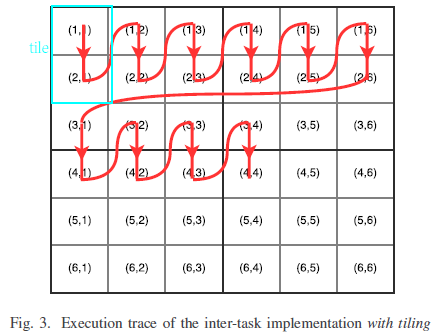 (1,1) (1,2) (1,3) (1,4) (1,5) (1,6)
tile
(2,1) (2,2) (2,3) (2,4) (2,5) (2,6)
(3,1) (3,2) (3,3) (3,4) (3,5) (3,6)
(4,1) (4,2) (4,3) (4,4) (4,5) (4,6)
(5,1) (5,2) (5,3) (5,4) (5,5) (5,6)
(6,1) (6,2) (6,3) (6,4) (6,5) (6,6)
Fig. 3. Execution trace of the inter-task implementation with tiling